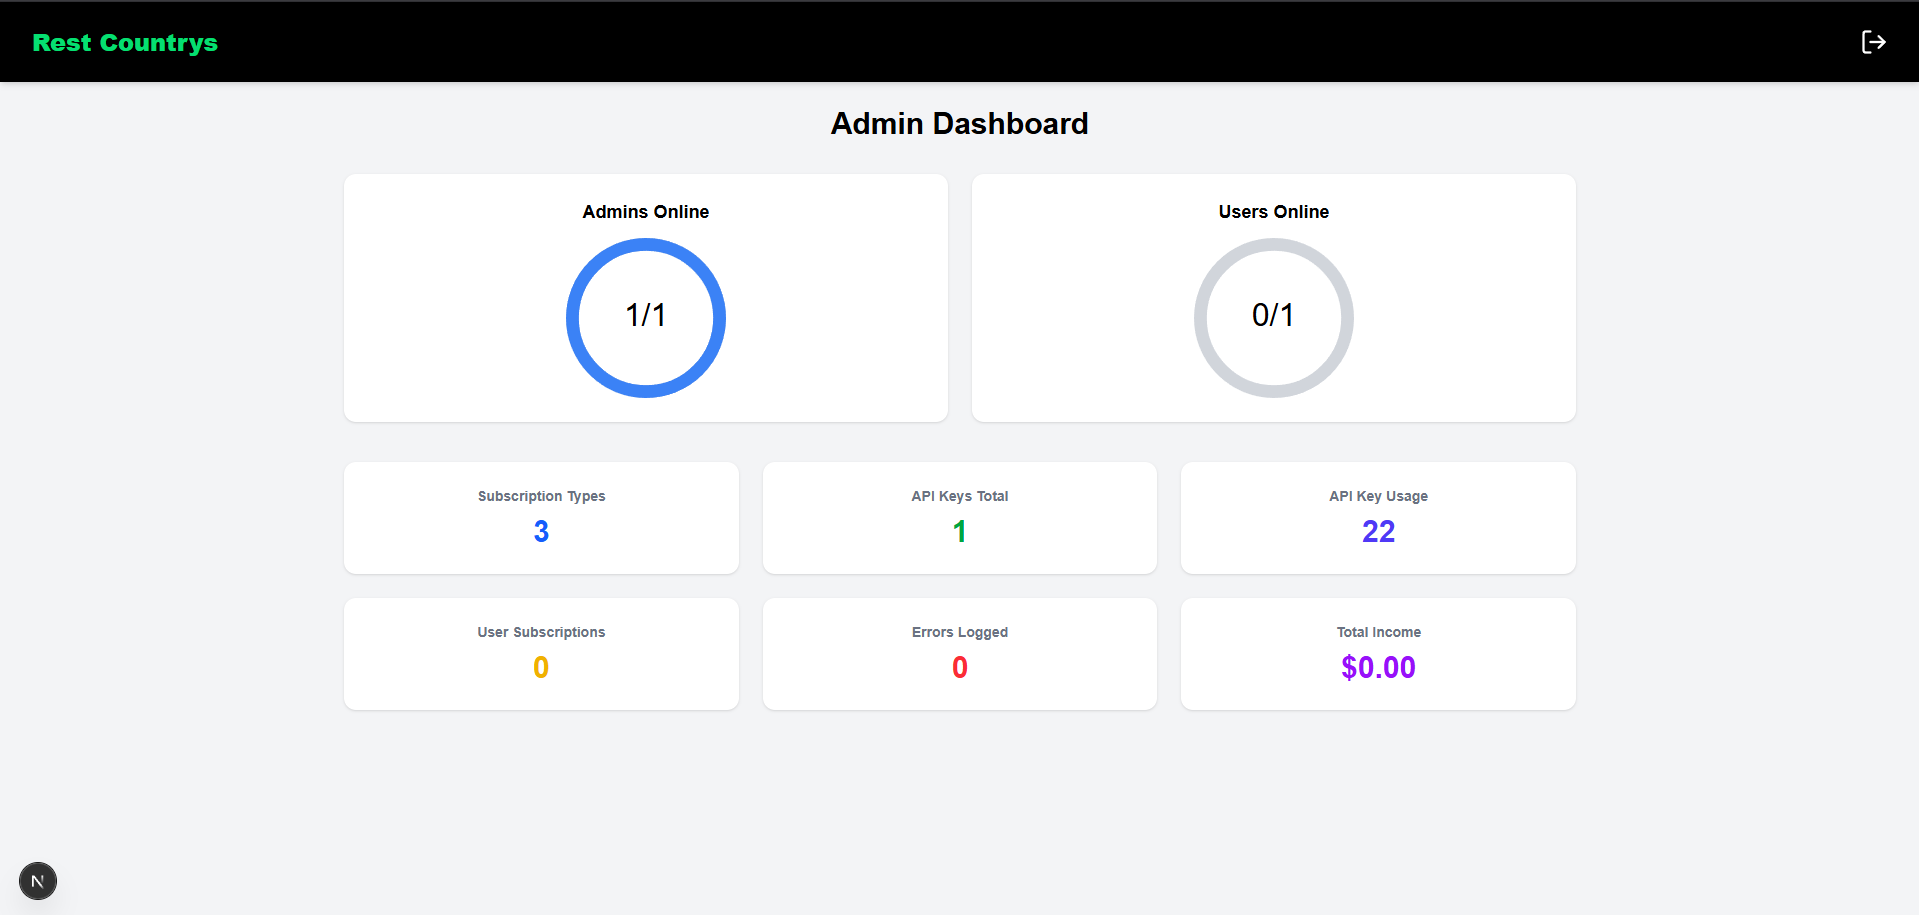 Rest Countrys
Admin Dashboard
Admins Online
1/1
Users Online
0/1
Subscription Types
3
API Keys Total
1
API Key Usage
22
User Subscriptions
0
Errors Logged
0
Total Income
$0.00
N